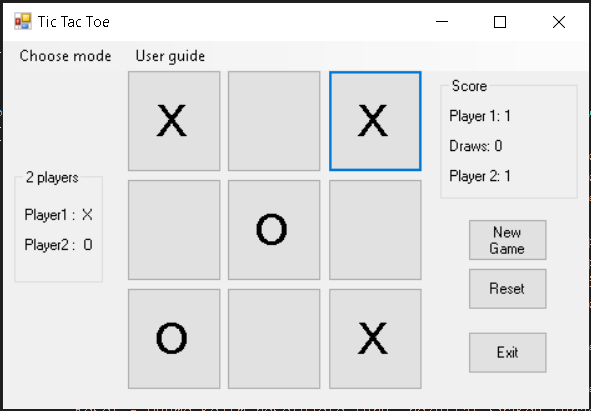 Tic Tac Toe
Choose mode User guide
2 players
Player1 : X
Player2 : O
X X
O
O X
Score
Player 1: 1
Draws: 0
Player 2: 1
New
Game
Reset
Exit